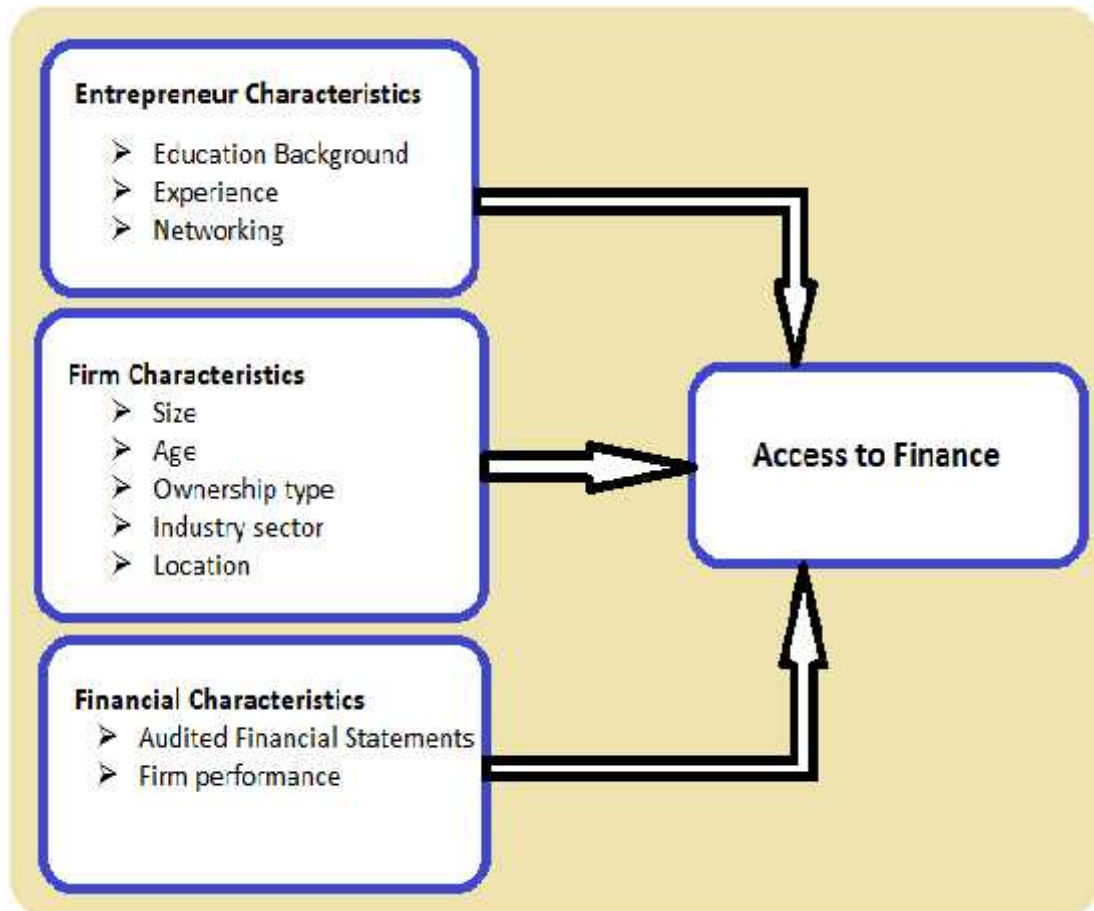 Entrepreneur Characteristics
➢ Education Background
➢ Experience
➢ Networking
Firm Characteristics
➢ Size
➢ Age
➢ Ownership type
➢ Industry sector
➢ Location
Access to Finance
Financial Characteristics
➢ Audited Financial Statements
➢ Firm performance